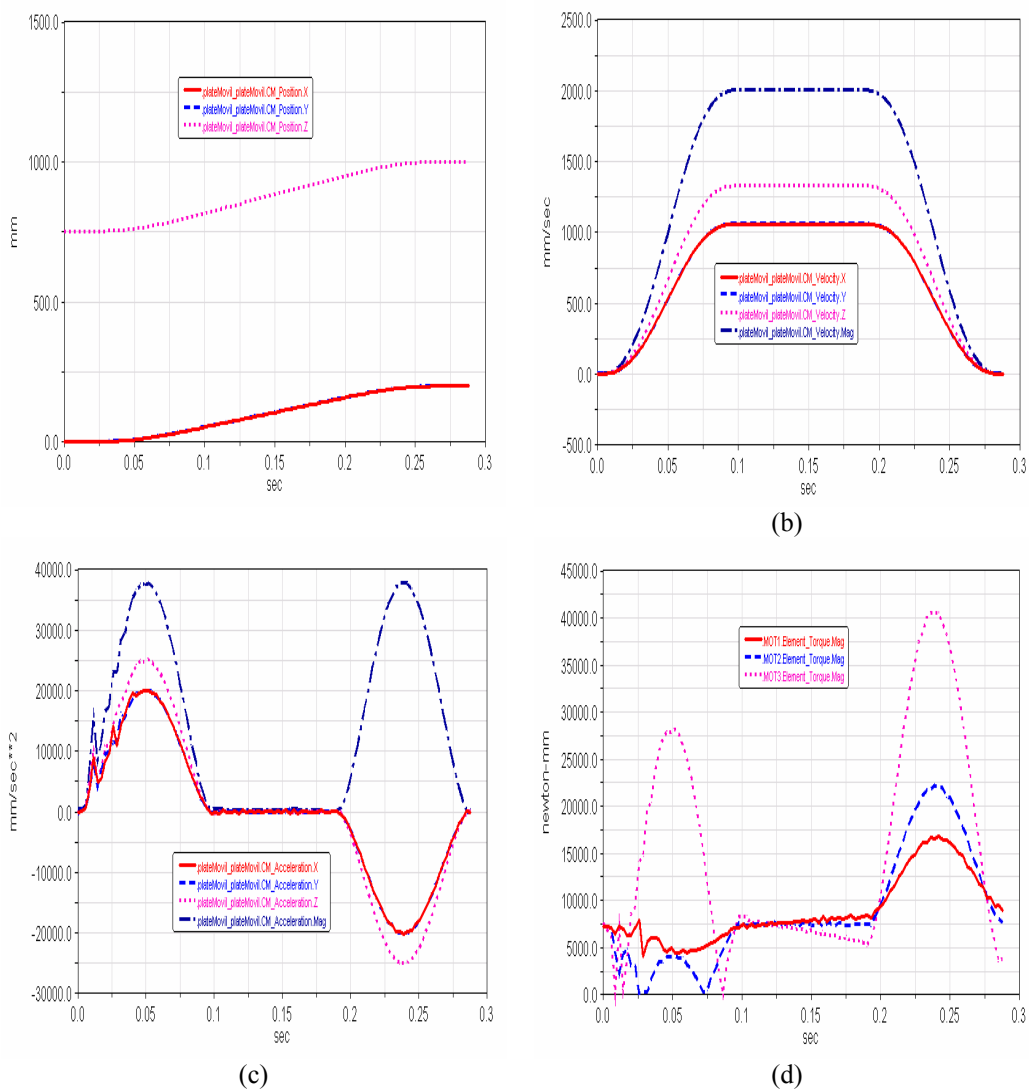 1500.0
1000.0
500.0
0.0
mm
.plateMovil_plateMovil.CM_Position.X
.plateMovil_plateMovil.CM_Position.Y
.plateMovil_plateMovil.CM_Position.Z
0.0 0.05 0.1 0.15 0.2 0.25 0.3
sec
2500.0
2000.0
1500.0
1000.0
500.0
0.0
-500.0
mm/sec
.plateMovil_plateMovil.CM_Velocity.X
.plateMovil_plateMovil.CM_Velocity.Y
.plateMovil_plateMovil.CM_Velocity.Z
.plateMovil_plateMovil.CM_Velocity.Mag
0.0 0.05 0.1 0.15 0.2 0.25 0.3
sec
(b)
40000.0
30000.0
20000.0
10000.0
0.0
-10000.0
-20000.0
-30000.0
mm/sec**2
.plateMovil_plateMovil.CM_Acceleration.X
.plateMovil_plateMovil.CM_Acceleration.Y
.plateMovil_plateMovil.CM_Acceleration.Z
.plateMovil_plateMovil.CM_Acceleration.Mag
0.0 0.05 0.1 0.15 0.2 0.25 0.3
sec
(c)
45000.0
40000.0
35000.0
30000.0
25000.0
20000.0
15000.0
10000.0
5000.0
0.0
newton-mm
.MOT1.Element_Torque.Mag
.MOT2.Element_Torque.Mag
.MOT3.Element_Torque.Mag
0.0 0.05 0.1 0.15 0.2 0.25 0.3
sec
(d)